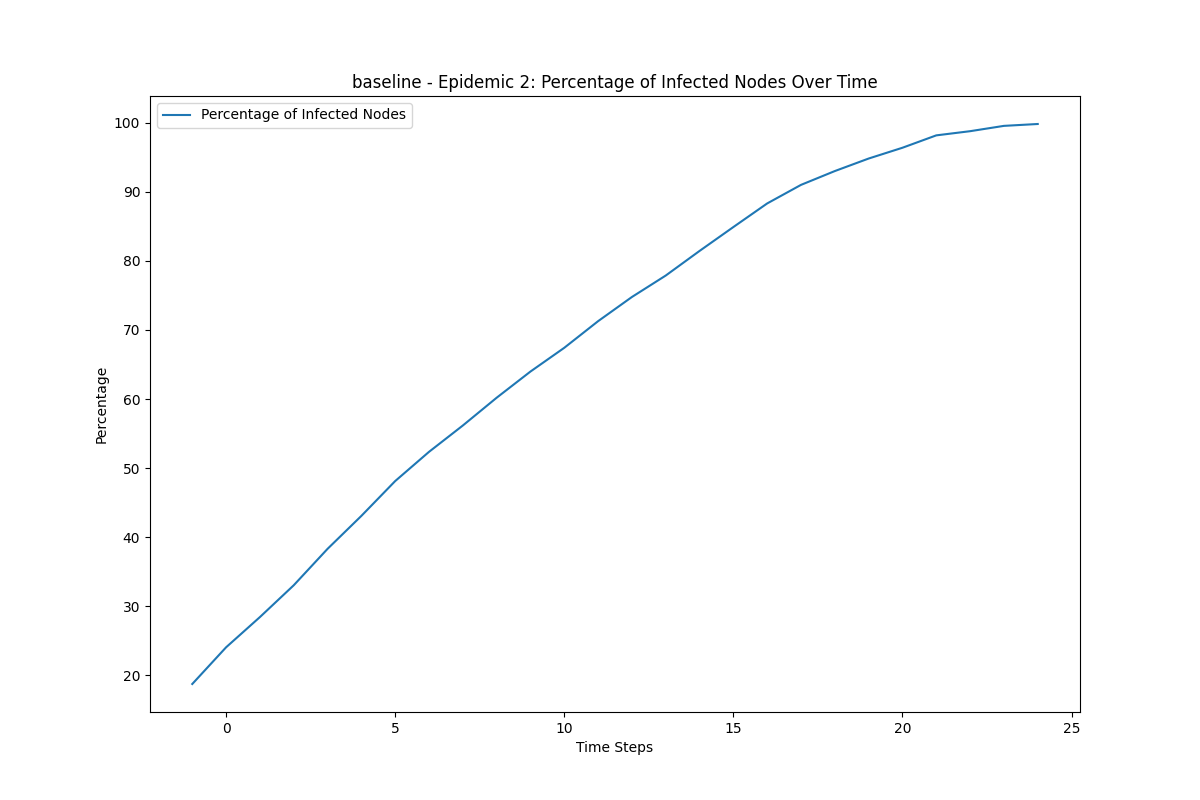 baseline - Epidemic 2: Percentage of Infected Nodes Over Time
Percentage of Infected Nodes
100
90
80
70
60
50
40
30
20
Percentage
0 5 10 15 20 25
Time Steps